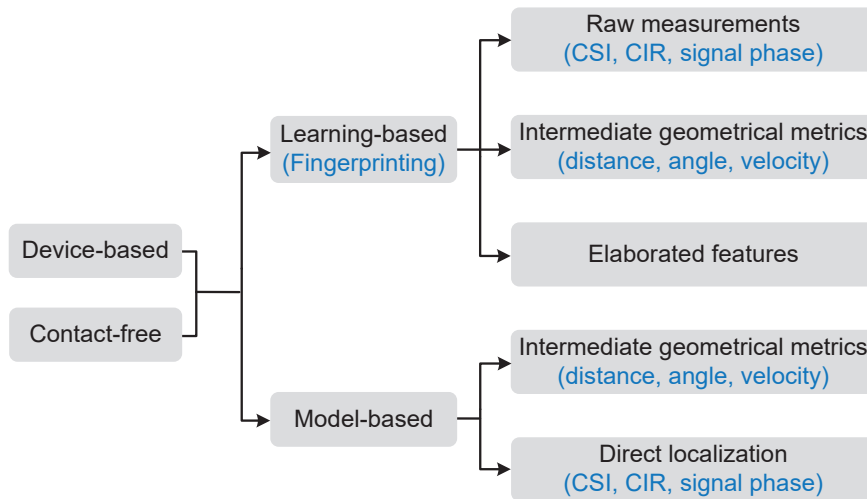 Device-based
Contact-free
Learning-based
(Fingerprinting)
Model-based
Raw measurements
(CSI, CIR, signal phase)
Intermediate geometrical metrics
(distance, angle, velocity)
Elaborated features
Intermediate geometrical metrics
(distance, angle, velocity)
Direct localization
(CSI, CIR, signal phase)